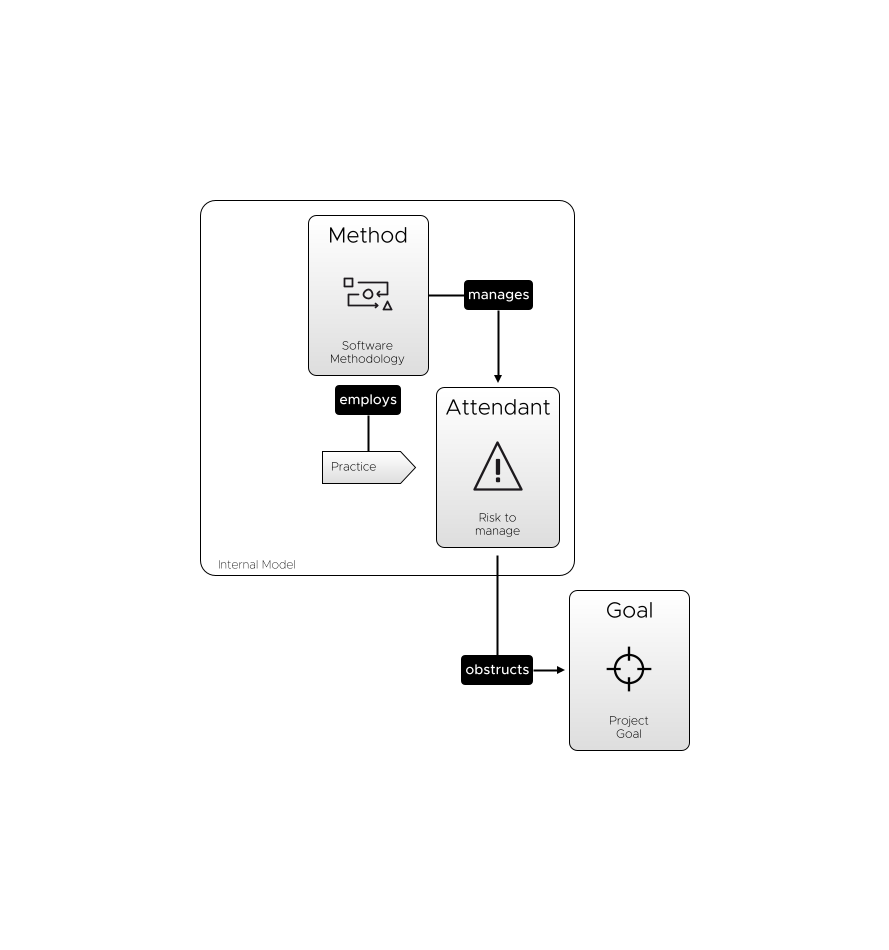 Method
Software
Methodology
manages
employs
Practice
Attendant
Risk to
manage
Internal Model
obstructs
Goal
Project
Goal